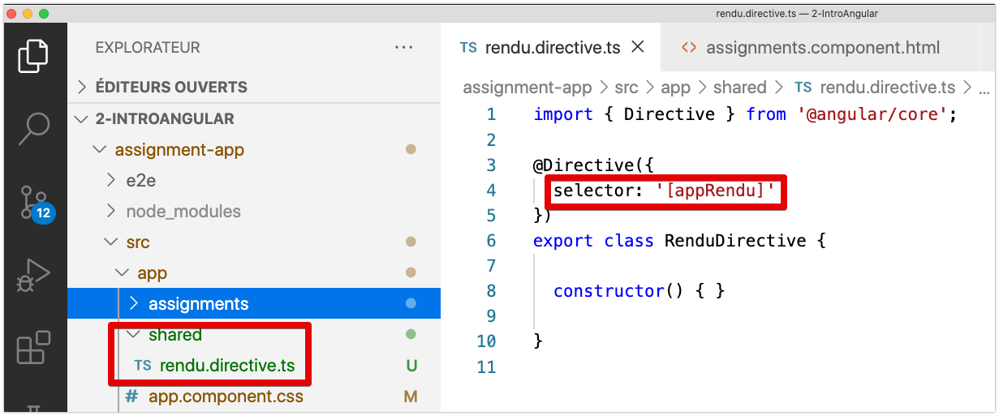 rendu.directive.ts — 2-IntroAngular
EXPLORATEUR ...
ÉDITEURS OUVERTS
2-INTROANGULAR
assignment-app
e2e
node_modules
src
app
assignments
shared
TS rendu.directive.ts U
# app.component.css M
12
TS rendu.directive.ts
<> assignments.component.html
assignment-app > src > app > shared > TS rendu.directive.ts > ...
1 import { Directive } from '@angular/core';
2
3 @Directive({
4 selector: '[appRendu]'
5 })
6 export class RenduDirective {
7
8 constructor() { }
9
10 }
11